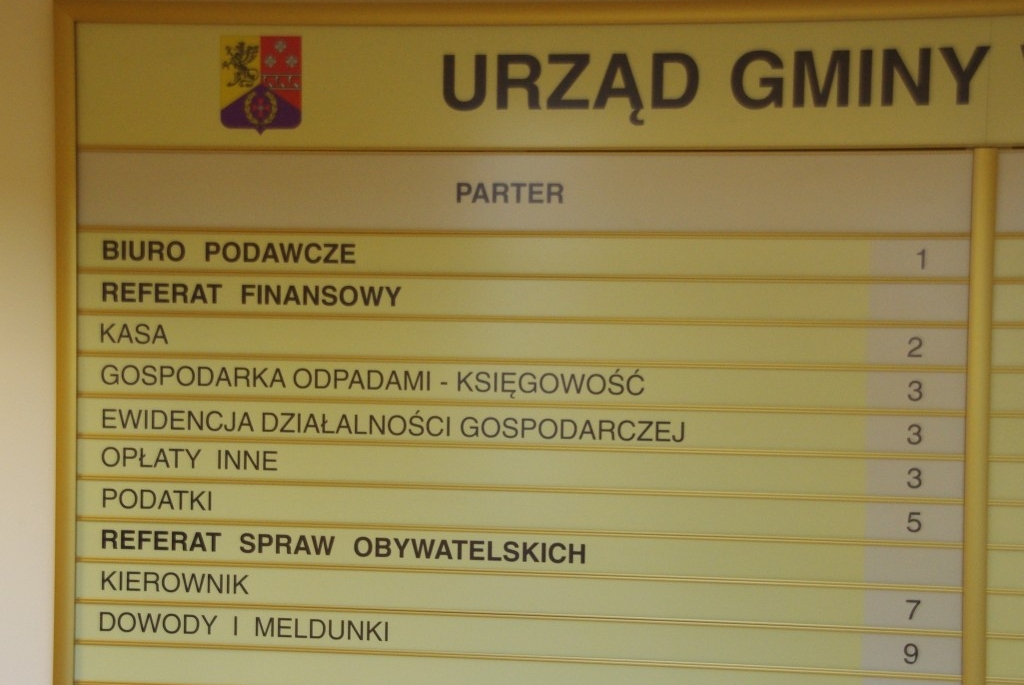 URZĄD GMINY
PARTER
BIURO PODAWCZE 1
REFERAT FINANSOWY
KASA 2
GOSPODARKA ODPADAMI - KSIĘGOWOŚĆ 3
EWIDENCJA DZIAŁALNOŚCI GOSPODARCZEJ 3
OPŁATY INNE 3
PODATKI 5
REFERAT SPRAW OBYWATELSKICH
KIEROWNIK 7
DOWODY I MELDUNKI 9